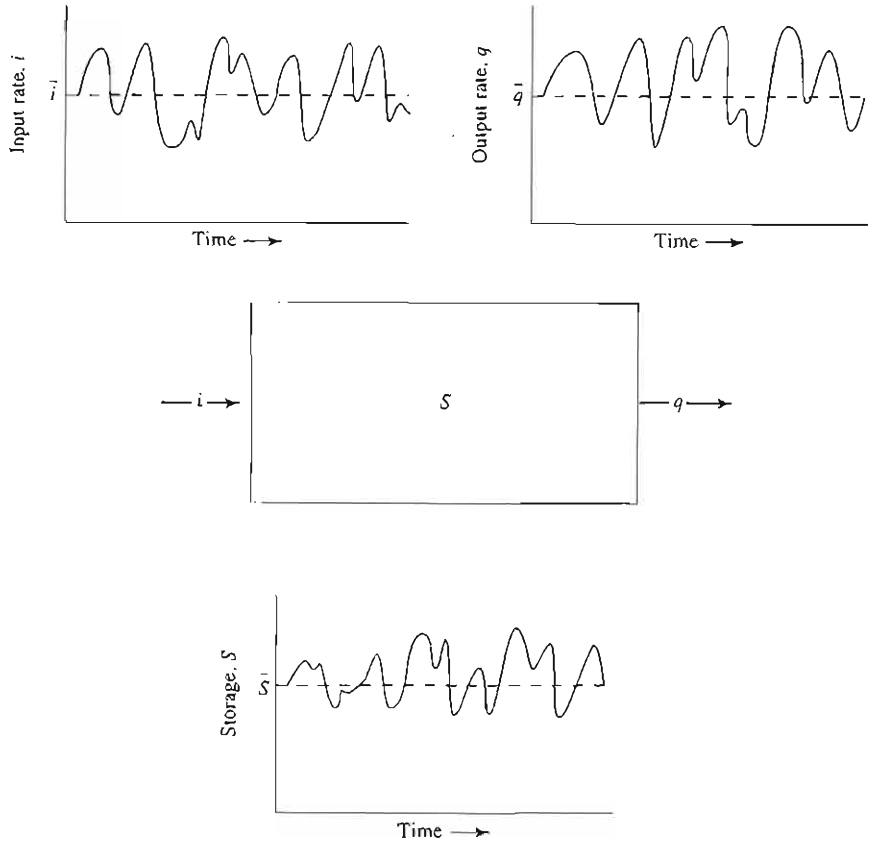 Input rate, i
i̅
Time
Output rate, q
q̅
Time
i
S
q
Storage, S
S̅
Time